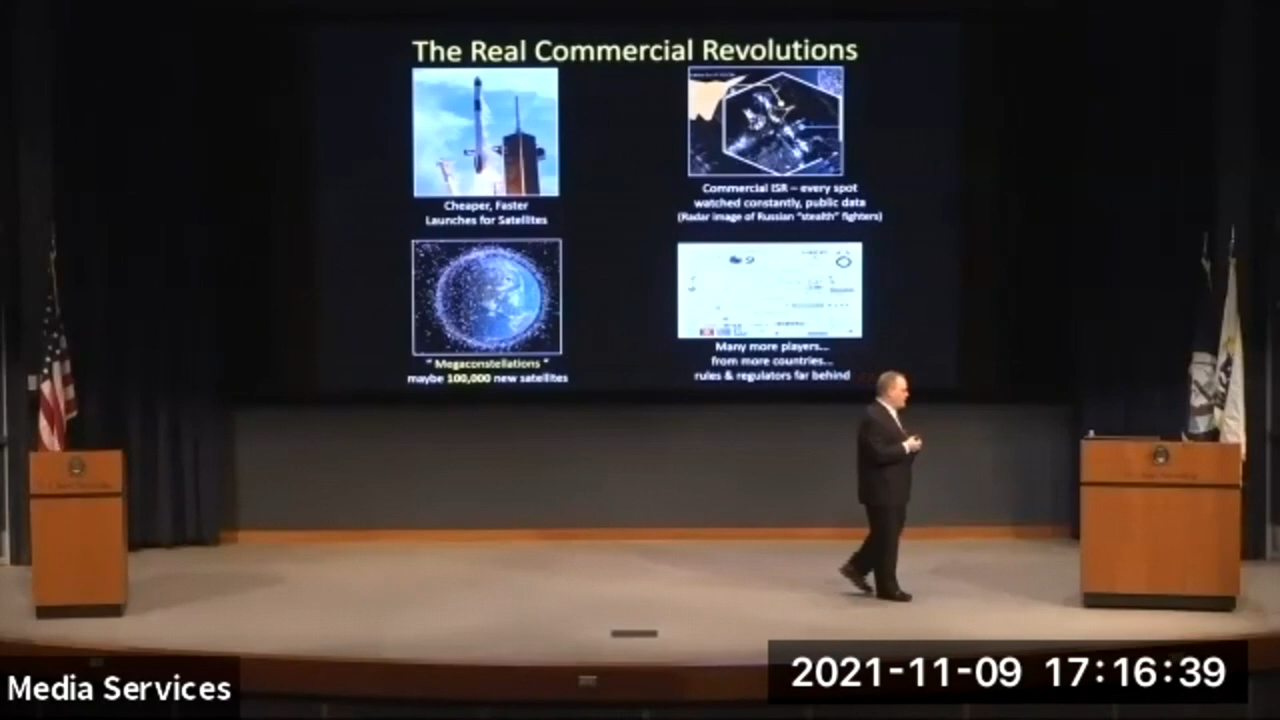 The Real Commercial Revolutions
Cheaper, Faster
Launches for Satellites
Commercial ISR – every spot
watched constantly, public data
(Radar image of Russian "stealth" fighters)
" Megaconstellations "
maybe 100,000 new satellites
Many more players...
from more countries...
rules & regulators far behind
Media Services
2021-11-09 17:16:39